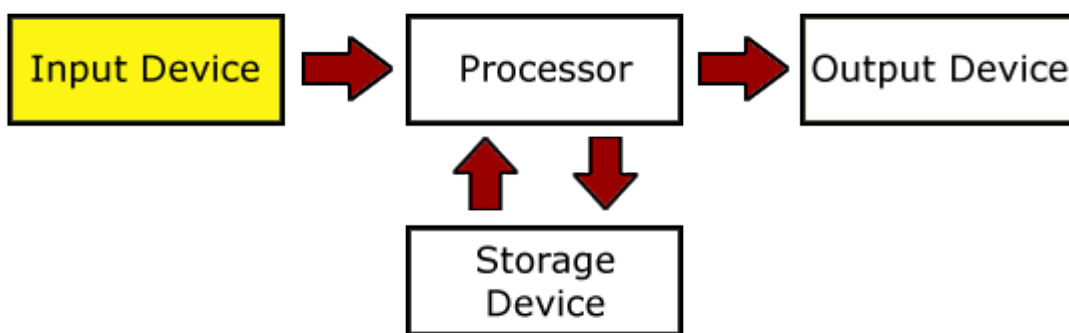 Input Device
Processor
Output Device
Storage
Device